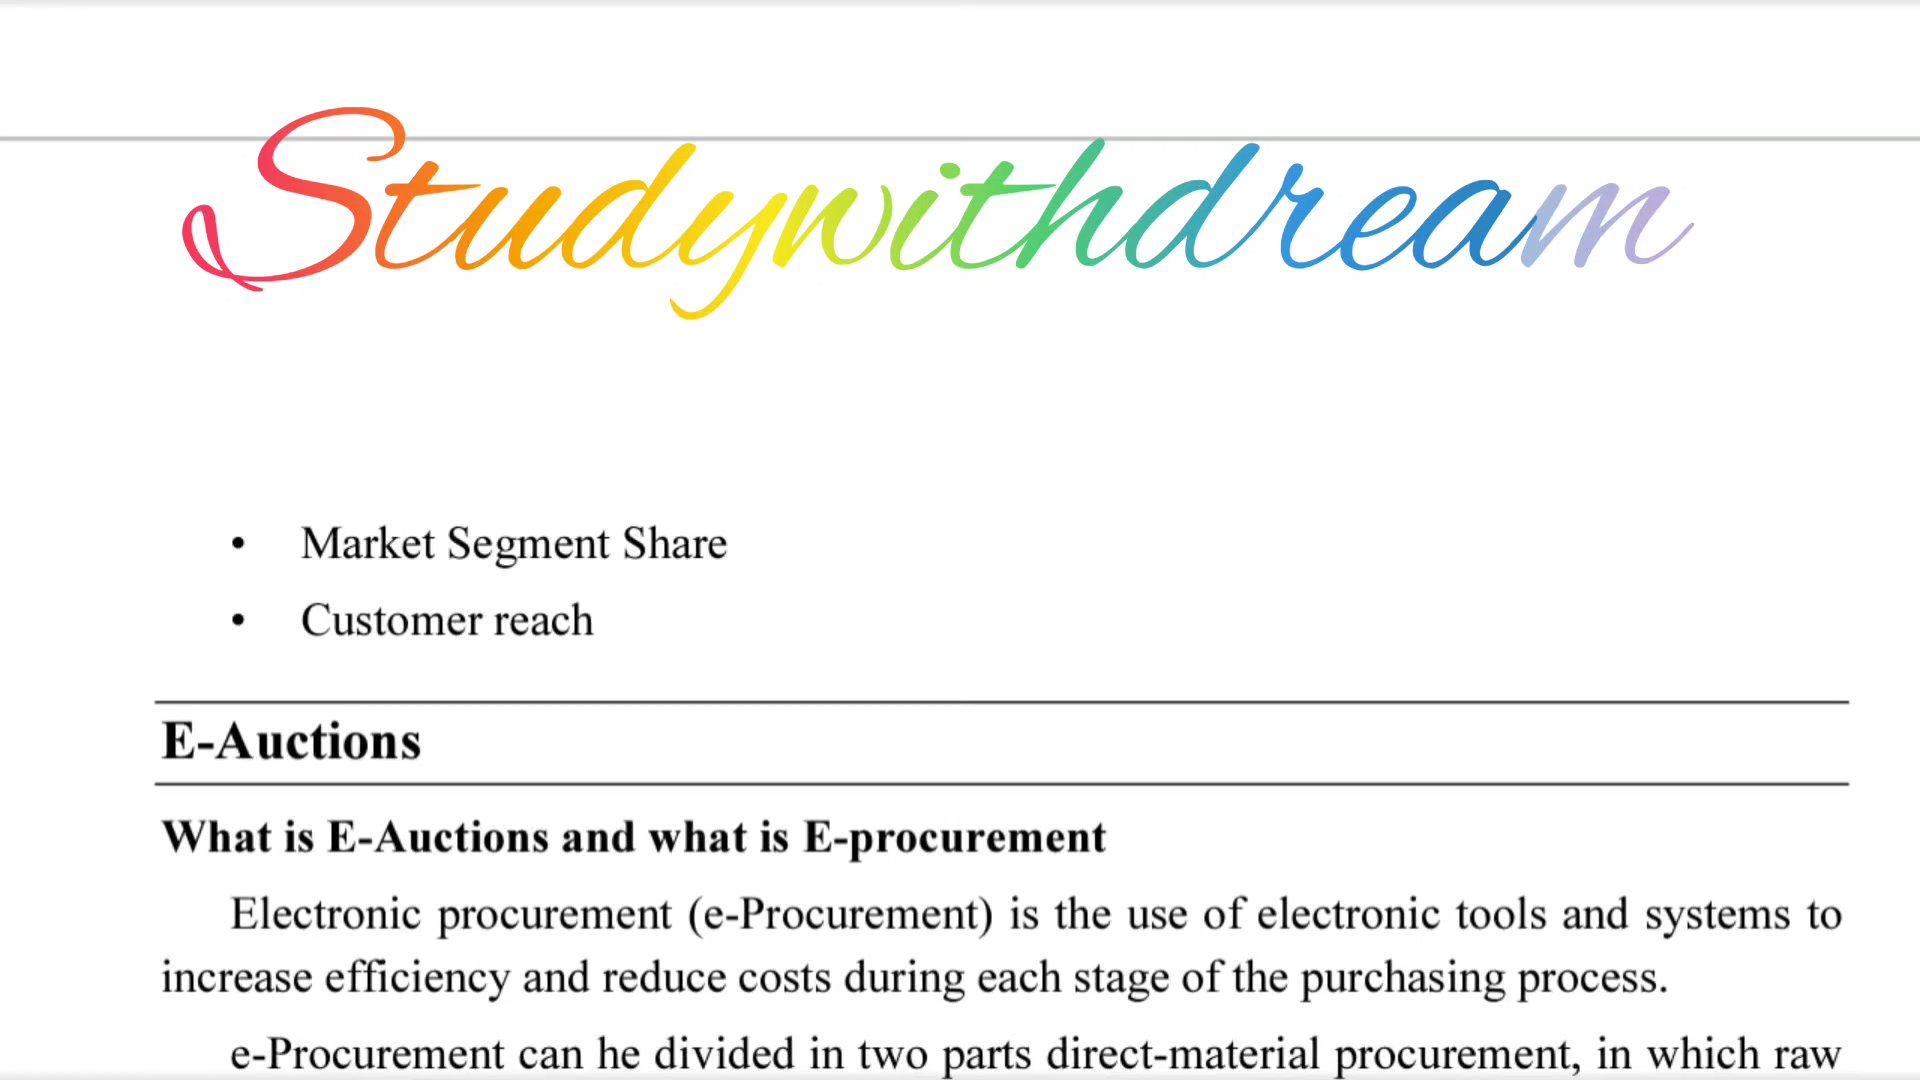 Studywithdream
• Market Segment Share
• Customer reach
E-Auctions
What is E-Auctions and what is E-procurement
Electronic procurement (e-Procurement) is the use of electronic tools and systems to
increase efficiency and reduce costs during each stage of the purchasing process.
e-Procurement can he divided in two parts direct-material procurement, in which raw